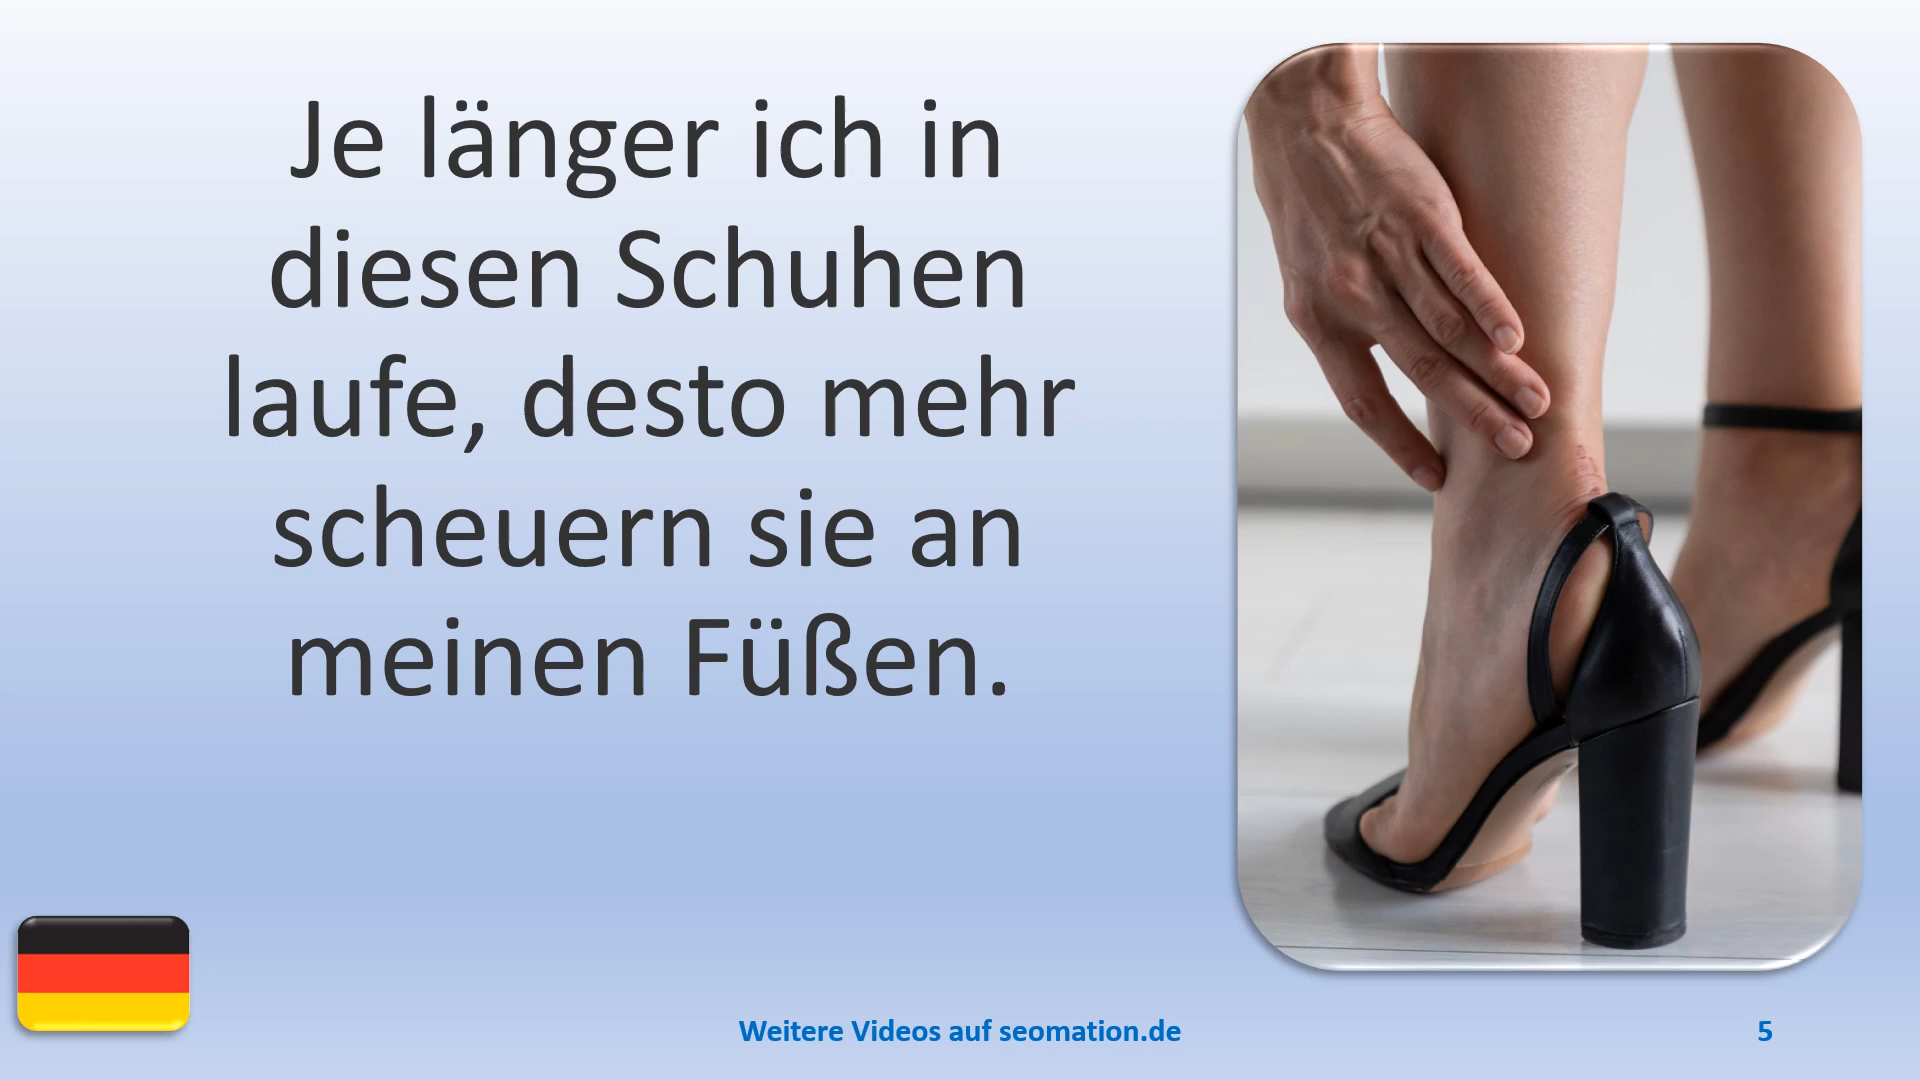 Je länger ich in
diesen Schuhen
laufe, desto mehr
scheuern sie an
meinen Füßen.
Weitere Videos auf seomation.de
5